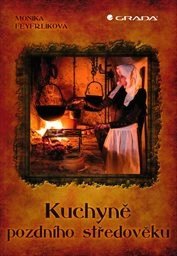 GRADA
MONIKA
FEYFRLÍKOVÁ
Kuchyně
pozdního středověku